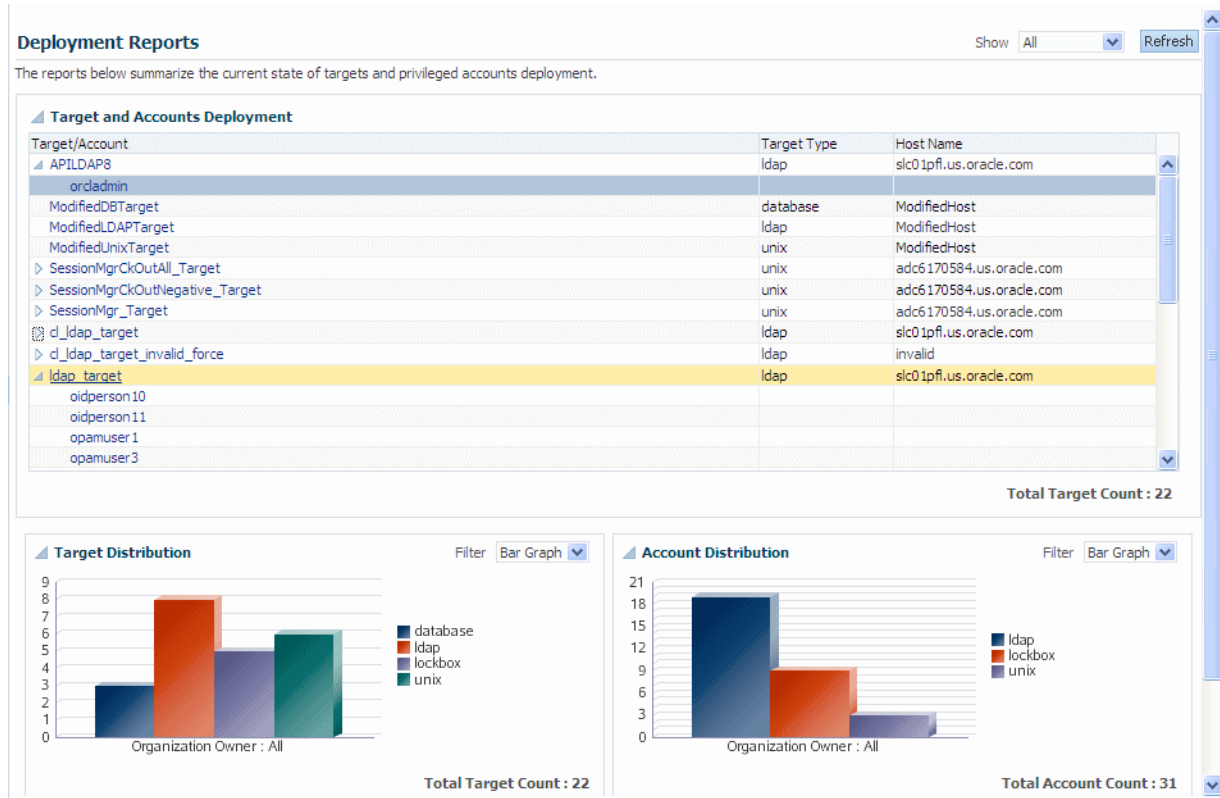 Deployment Reports
Show All Refresh
The reports below summarize the current state of targets and privileged accounts deployment.
Target and Accounts Deployment
Target/Account Target Type Host Name
APILDAP8 ldap slc01pfl.us.oracle.com
orcladmin
ModifiedDBTarget database ModifiedHost
ModifiedLDAPTarget ldap ModifiedHost
ModifiedUnixTarget unix ModifiedHost
SessionMgrCkOutAll_Target unix adc6170584.us.oracle.com
SessionMgrCkOutNegative_Target unix adc6170584.us.oracle.com
SessionMgr_Target unix adc6170584.us.oracle.com
cl_ldap_target ldap slc01pfl.us.oracle.com
cl_ldap_target_invalid_force ldap invalid
ldap_target ldap slc01pfl.us.oracle.com
oidperson10
oidperson11
opamuser1
opamuser3
Total Target Count : 22
Target Distribution
Filter Bar Graph
9
8
7
6
5
4
3
2
1
0
database
ldap
lockbox
unix
Organization Owner : All
Total Target Count : 22
Account Distribution
Filter Bar Graph
21
18
15
12
9
6
3
0
ldap
lockbox
unix
Organization Owner : All
Total Account Count : 31